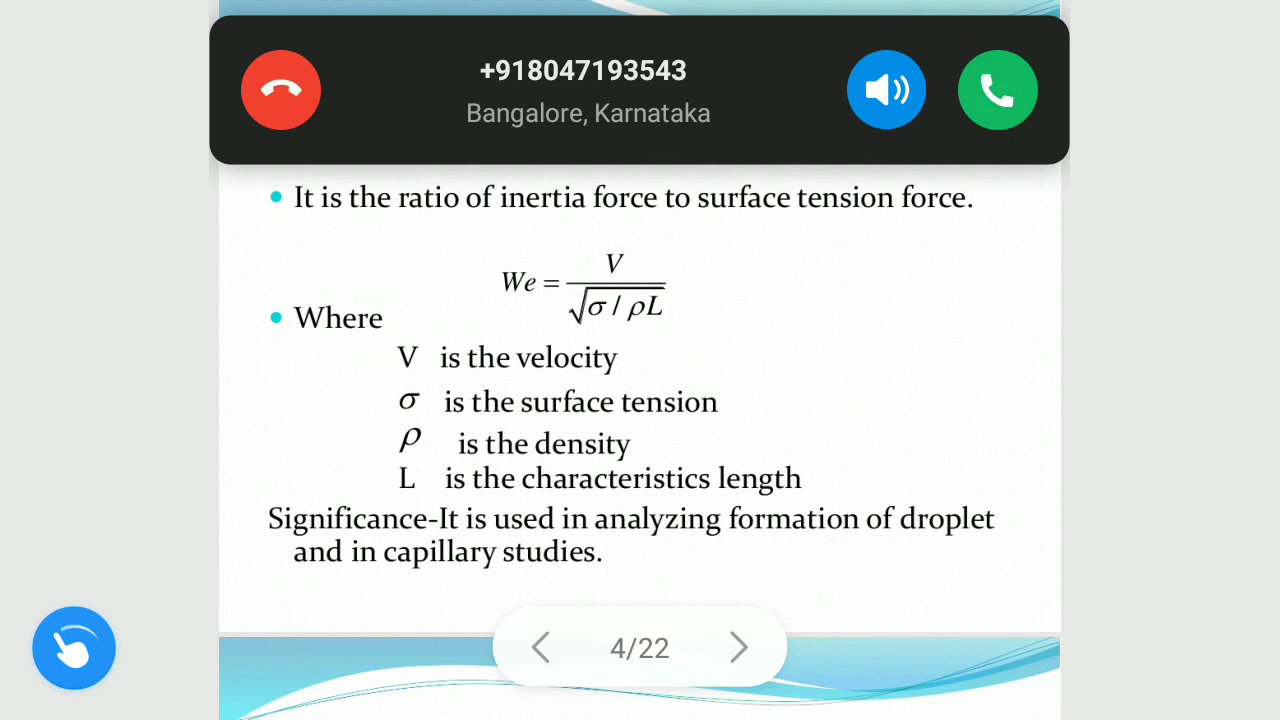 +918047193543
Bangalore, Karnataka
• It is the ratio of inertia force to surface tension force.
We = V / √(σ / ρL)
• Where
V is the velocity
σ is the surface tension
ρ is the density
L is the characteristics length
Significance-It is used in analyzing formation of droplet
and in capillary studies.
4/22